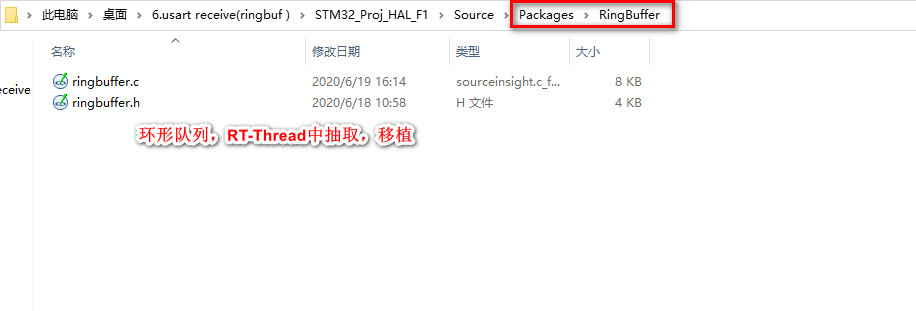 此电脑 > 桌面 > 6.usart receive(ringbuf ) > STM32_Proj_HAL_F1 > Source > Packages > RingBuffer
名称 修改日期 类型 大小
ringbuffer.c 2020/6/19 16:14 sourceinsight.c_f... 8 KB
eceive
ringbuffer.h 2020/6/18 10:58 H 文件 4 KB
环形队列，RT-Thread中抽取，移植